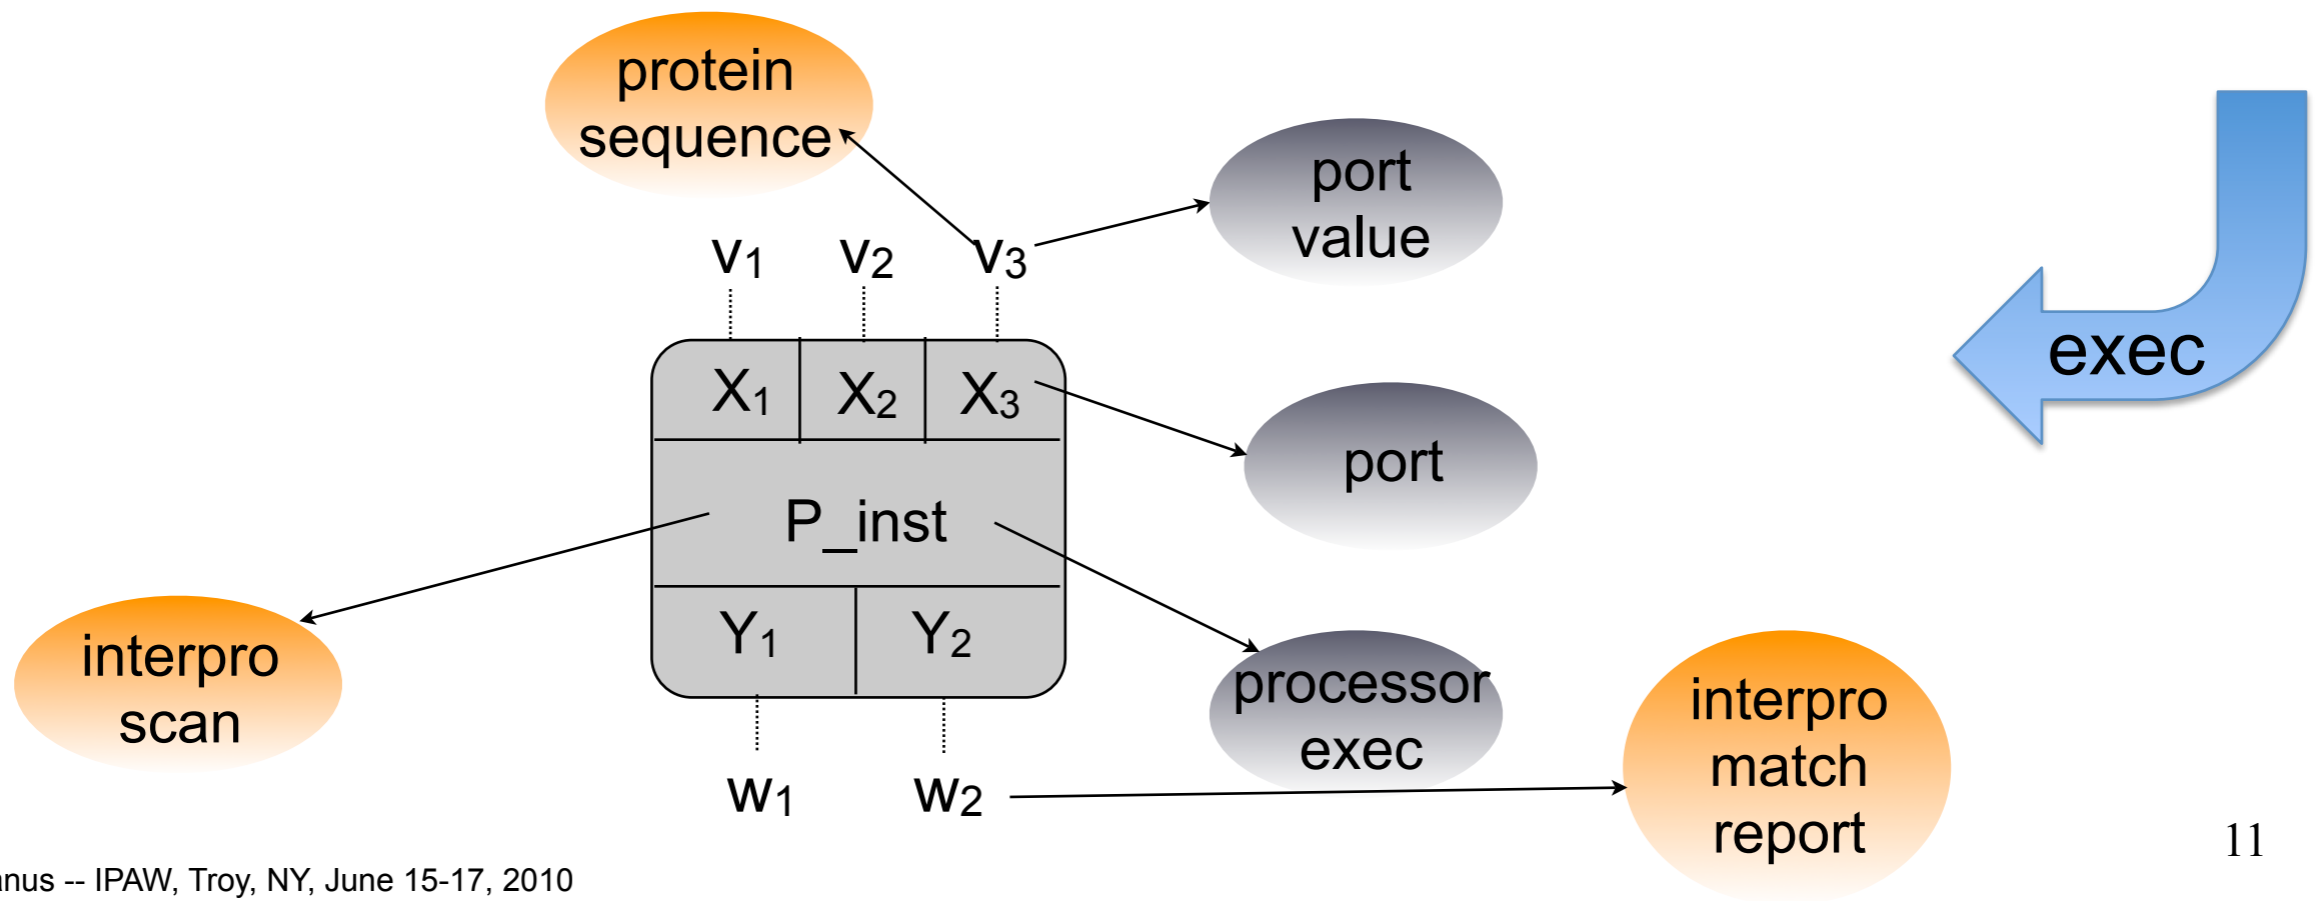 protein
sequence
port
value
v₁ v₂ v₃
exec
X₁ X₂ X₃
port
P_inst
Y₁ Y₂
interpro
scan
processor
exec
interpro
match
report
w₁ w₂
11
-- IPAW, Troy, NY, June 15-17, 2010